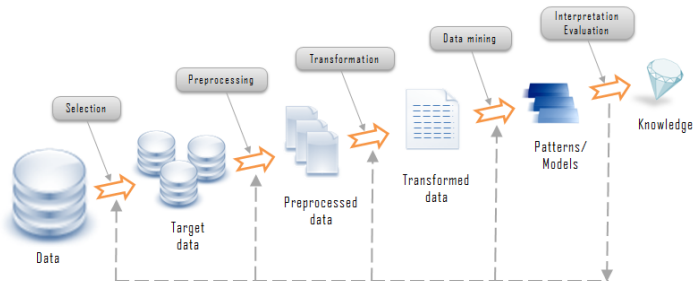 Interpretation
Evaluation
Data mining
Transformation
Preprocessing
Selection
Knowledge
Patterns/
Models
Transformed
data
Preprocessed
data
Target
data
Data